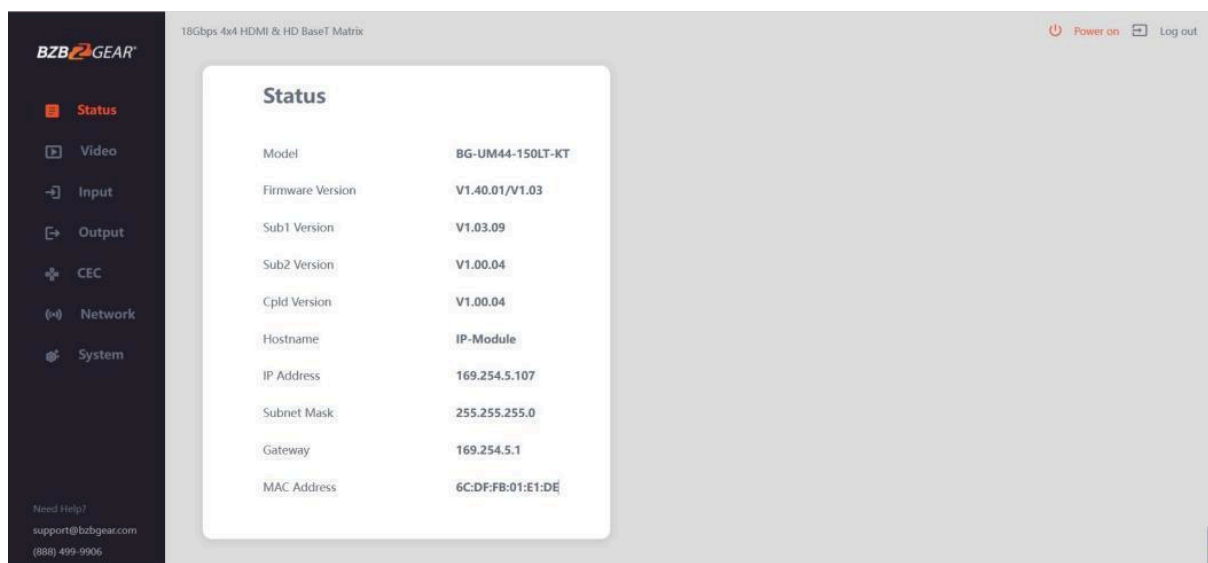 18Gbps 4x4 HDMI & HD BaseT Matrix
Power on Log out
BZBGEAR®
Status
Video
Input
Output
CEC
Network
System
Need Help?
support@bzbgear.com
(888) 499-9906
Status
Model BG-UM44-150LT-KT
Firmware Version V1.40.01/V1.03
Sub1 Version V1.03.09
Sub2 Version V1.00.04
Cpld Version V1.00.04
Hostname IP-Module
IP Address 169.254.5.107
Subnet Mask 255.255.255.0
Gateway 169.254.5.1
MAC Address 6C:DF:FB:01:E1:DE